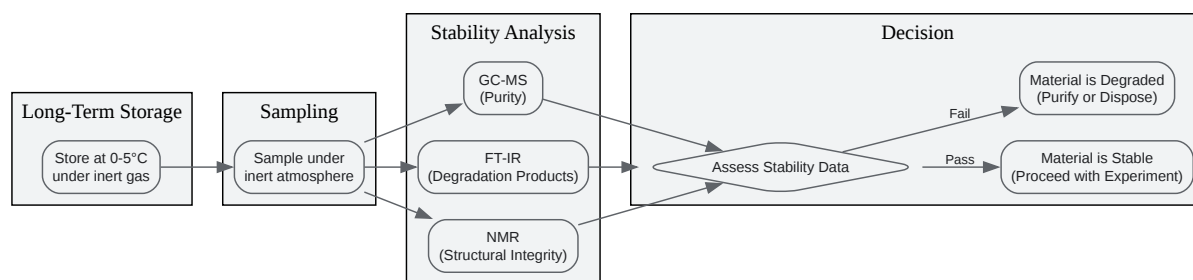 Long-Term Storage
Store at 0-5°C
under inert gas
Sampling
Sample under
inert atmosphere
Stability Analysis
GC-MS
(Purity)
FT-IR
(Degradation Products)
NMR
(Structural Integrity)
Decision
Assess Stability Data
Fail
Material is Degraded
(Purify or Dispose)
Pass
Material is Stable
(Proceed with Experiment)